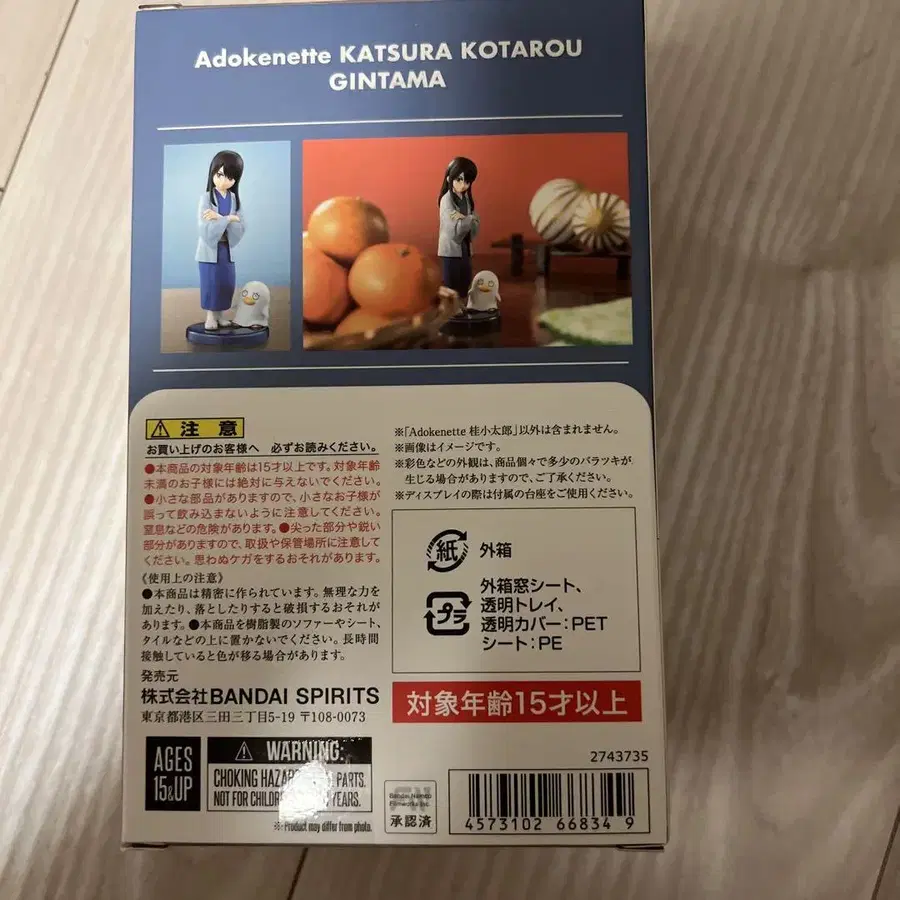 Adokenette KATSURA KOTAROU
GINTAMA
注意
お買い上げのお客様へ 必ずお読みください。
●本商品の対象年齢は15才以上です。対象年齢
未満のお子様には絶対に与えないでください。
●小さな部品がありますので、小さなお子様が
誤って飲み込まないように注意してください。
窒息などの危険があります。●尖った部分や鋭い
部分がありますので、取扱や保管場所に注意して
ください。思わぬケガをするおそれがあります。
《使用上の注意》
●本商品は精密に作られています。無理な力を
加えたり、落としたりすると破損するおそれが
あります。●本商品を樹脂製のソファーやシート、
タイルなどの上に置かないでください。長時間
接触していると色が移る場合があります。
発売元
株式会社BANDAI SPIRITS
東京都港区三田三丁目5-19 〒108-0073
AGES
15&UP
WARNING:
CHOKING HAZARD PARTS.
NOT FOR CHILDREN YEARS.
※Product may differ from photo.
※「Adokenette 桂小太郎」以外は含まれません。
※画像はイメージです。
※彩色などの外観は、商品個々で多少のバラツキが
生じる場合がありますので、ご了承ください。
※ディスプレイの際は付属の台座をご使用ください。
紙 外箱
プラ
外箱窓シート、
透明トレイ、
透明カバー:PET
シート:PE
対象年齢15才以上
2743735
Bandai Namco
Filmworks Inc.
承認済
4573102 66834 9